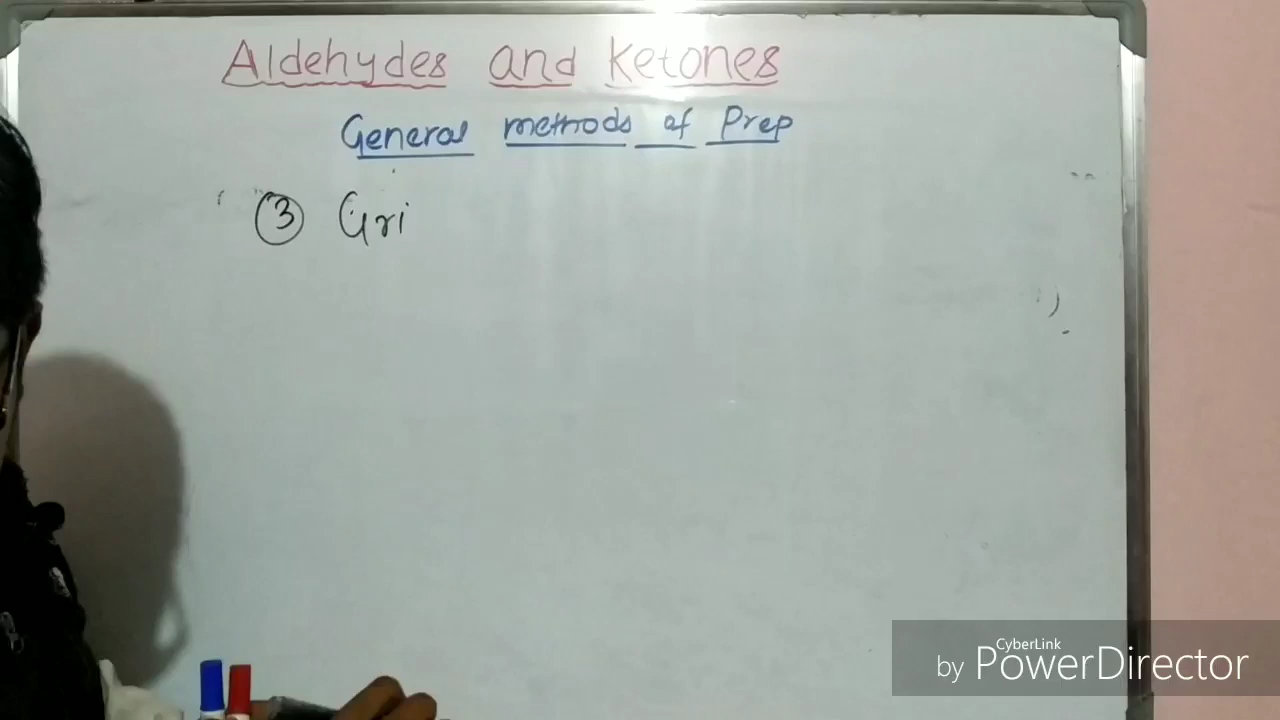 Aldehydes and Ketones
General methods of Prep
③ Gri
CyberLink
by PowerDirector